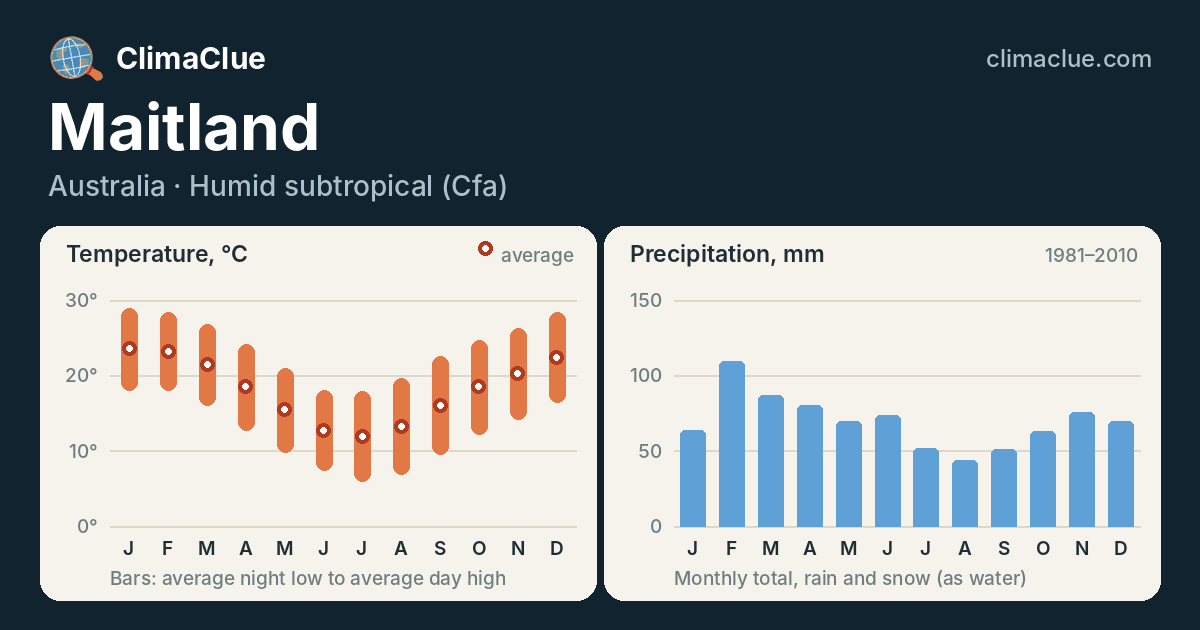 ClimaClue
climaclue.com
Maitland
Australia · Humid subtropical (Cfa)
Temperature, °C
average
30°
20°
10°
0°
J F M A M J J A S O N D
Bars: average night low to average day high
Precipitation, mm
1981–2010
150
100
50
0
J F M A M J J A S O N D
Monthly total, rain and snow (as water)